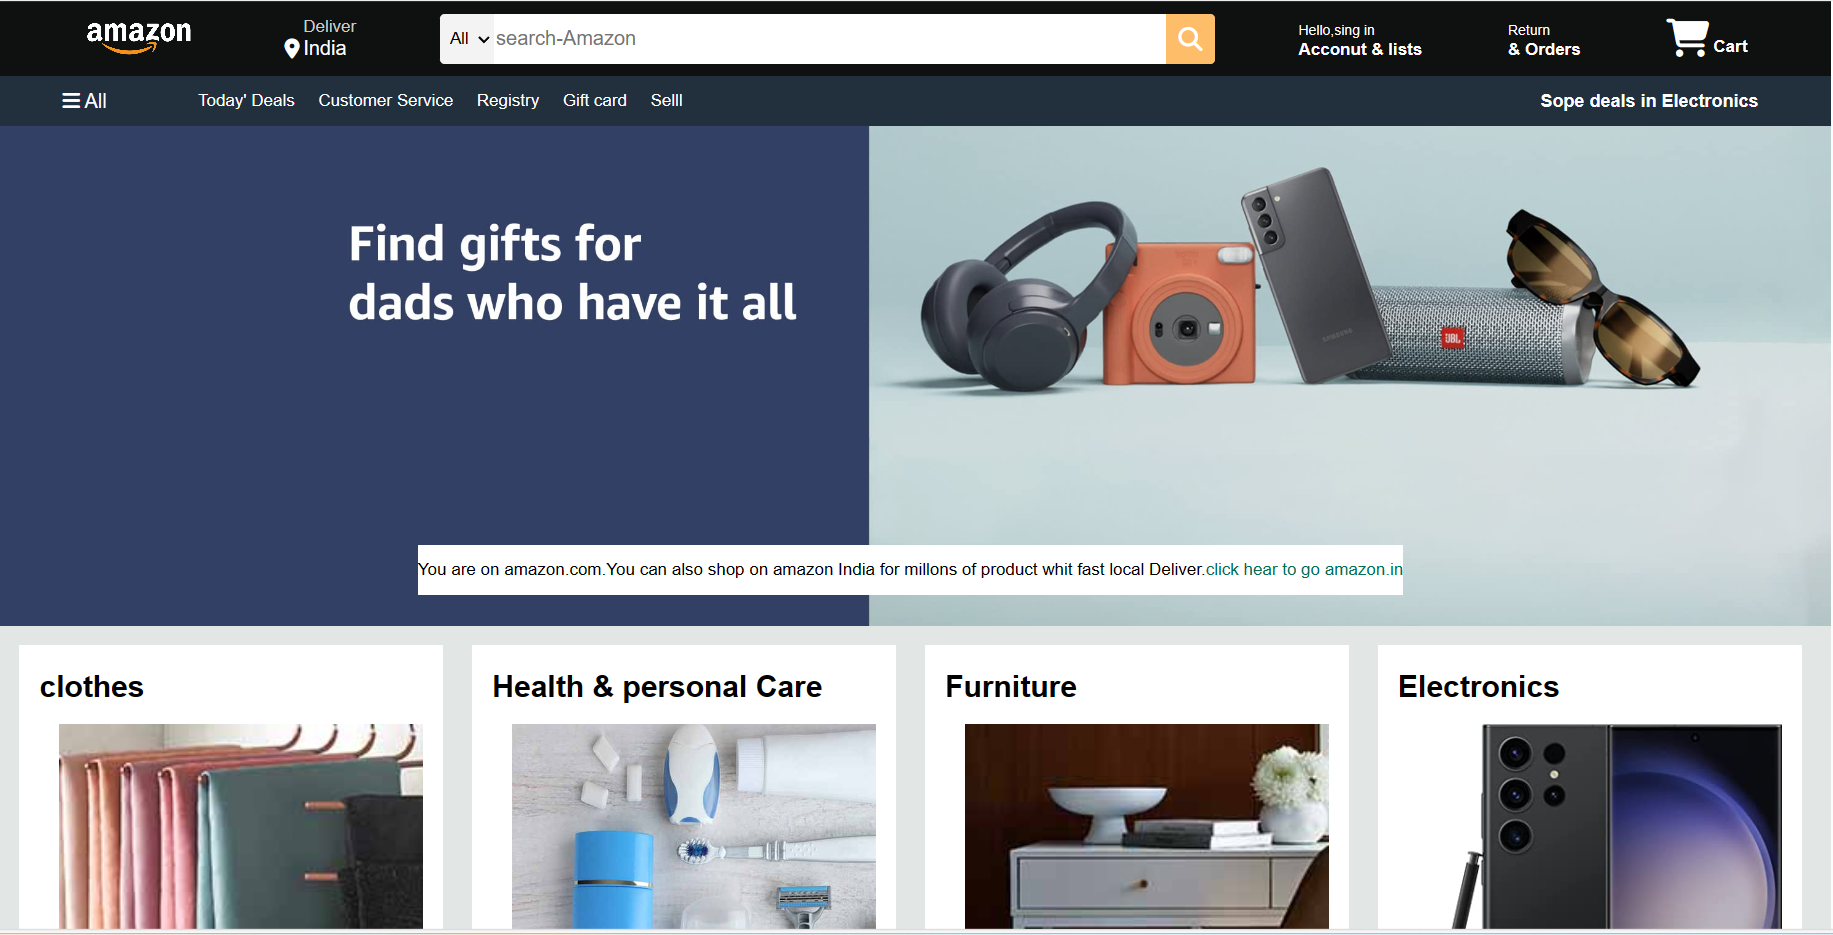 amazon
Deliver
India
All
search-Amazon
Hello,sing in
Acconut & lists
Return
& Orders
Cart
All
Today' Deals
Customer Service
Registry
Gift card
Selll
Sope deals in Electronics
Find gifts for
dads who have it all
SAMSUNG
JBL
You are on amazon.com.You can also shop on amazon India for millons of product whit fast local Deliver.click hear to go amazon.in
clothes
Health & personal Care
Furniture
Electronics